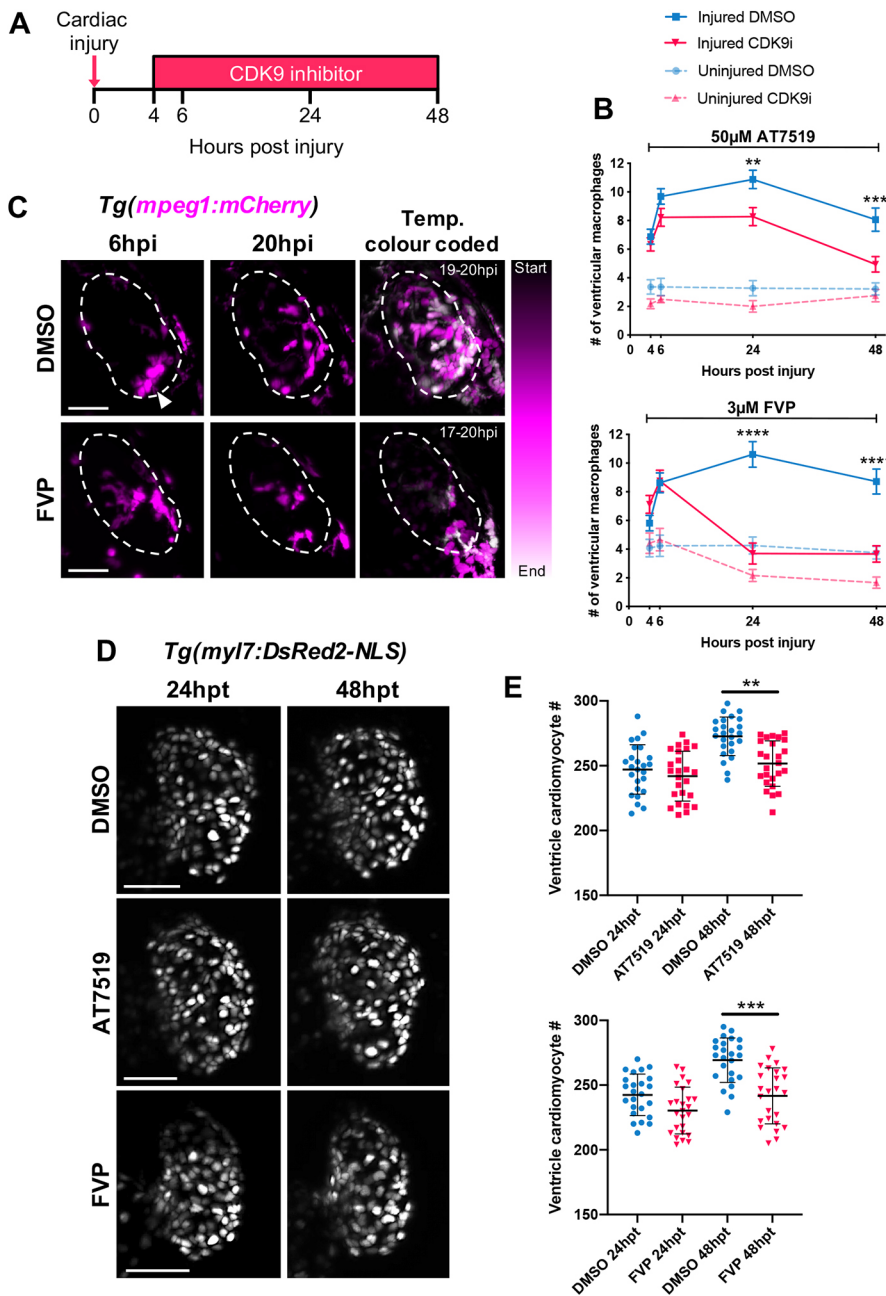 A
Cardiac
injury
CDK9 inhibitor
0
4
6
24
48
Hours post injury
Injured DMSO
Injured CDK9i
Uninjured DMSO
Uninjured CDK9i
B
50µM AT7519
**
***
# of ventricular macrophages
12
10
8
6
4
2
0
0
4
6
24
48
Hours post injury
3µM FVP
****
# of ventricular macrophages
12
10
8
6
4
2
0
0
4
6
24
48
Hours post injury
C
Tg(mpeg1:mCherry)
6hpi
20hpi
Temp.
colour coded
DMSO
19-20hpi
Start
FVP
17-20hpi
End
D
Tg(myl7:DsRed2-NLS)
24hpt
48hpt
DMSO
AT7519
FVP
E
**
Ventricle cardiomyocyte #
300
250
200
150
DMSO 24hpt
AT7519 24hpt
DMSO 48hpt
AT7519 48hpt
***
Ventricle cardiomyocyte #
300
250
200
150
DMSO 24hpt
FVP 24hpt
DMSO 48hpt
FVP 48hpt